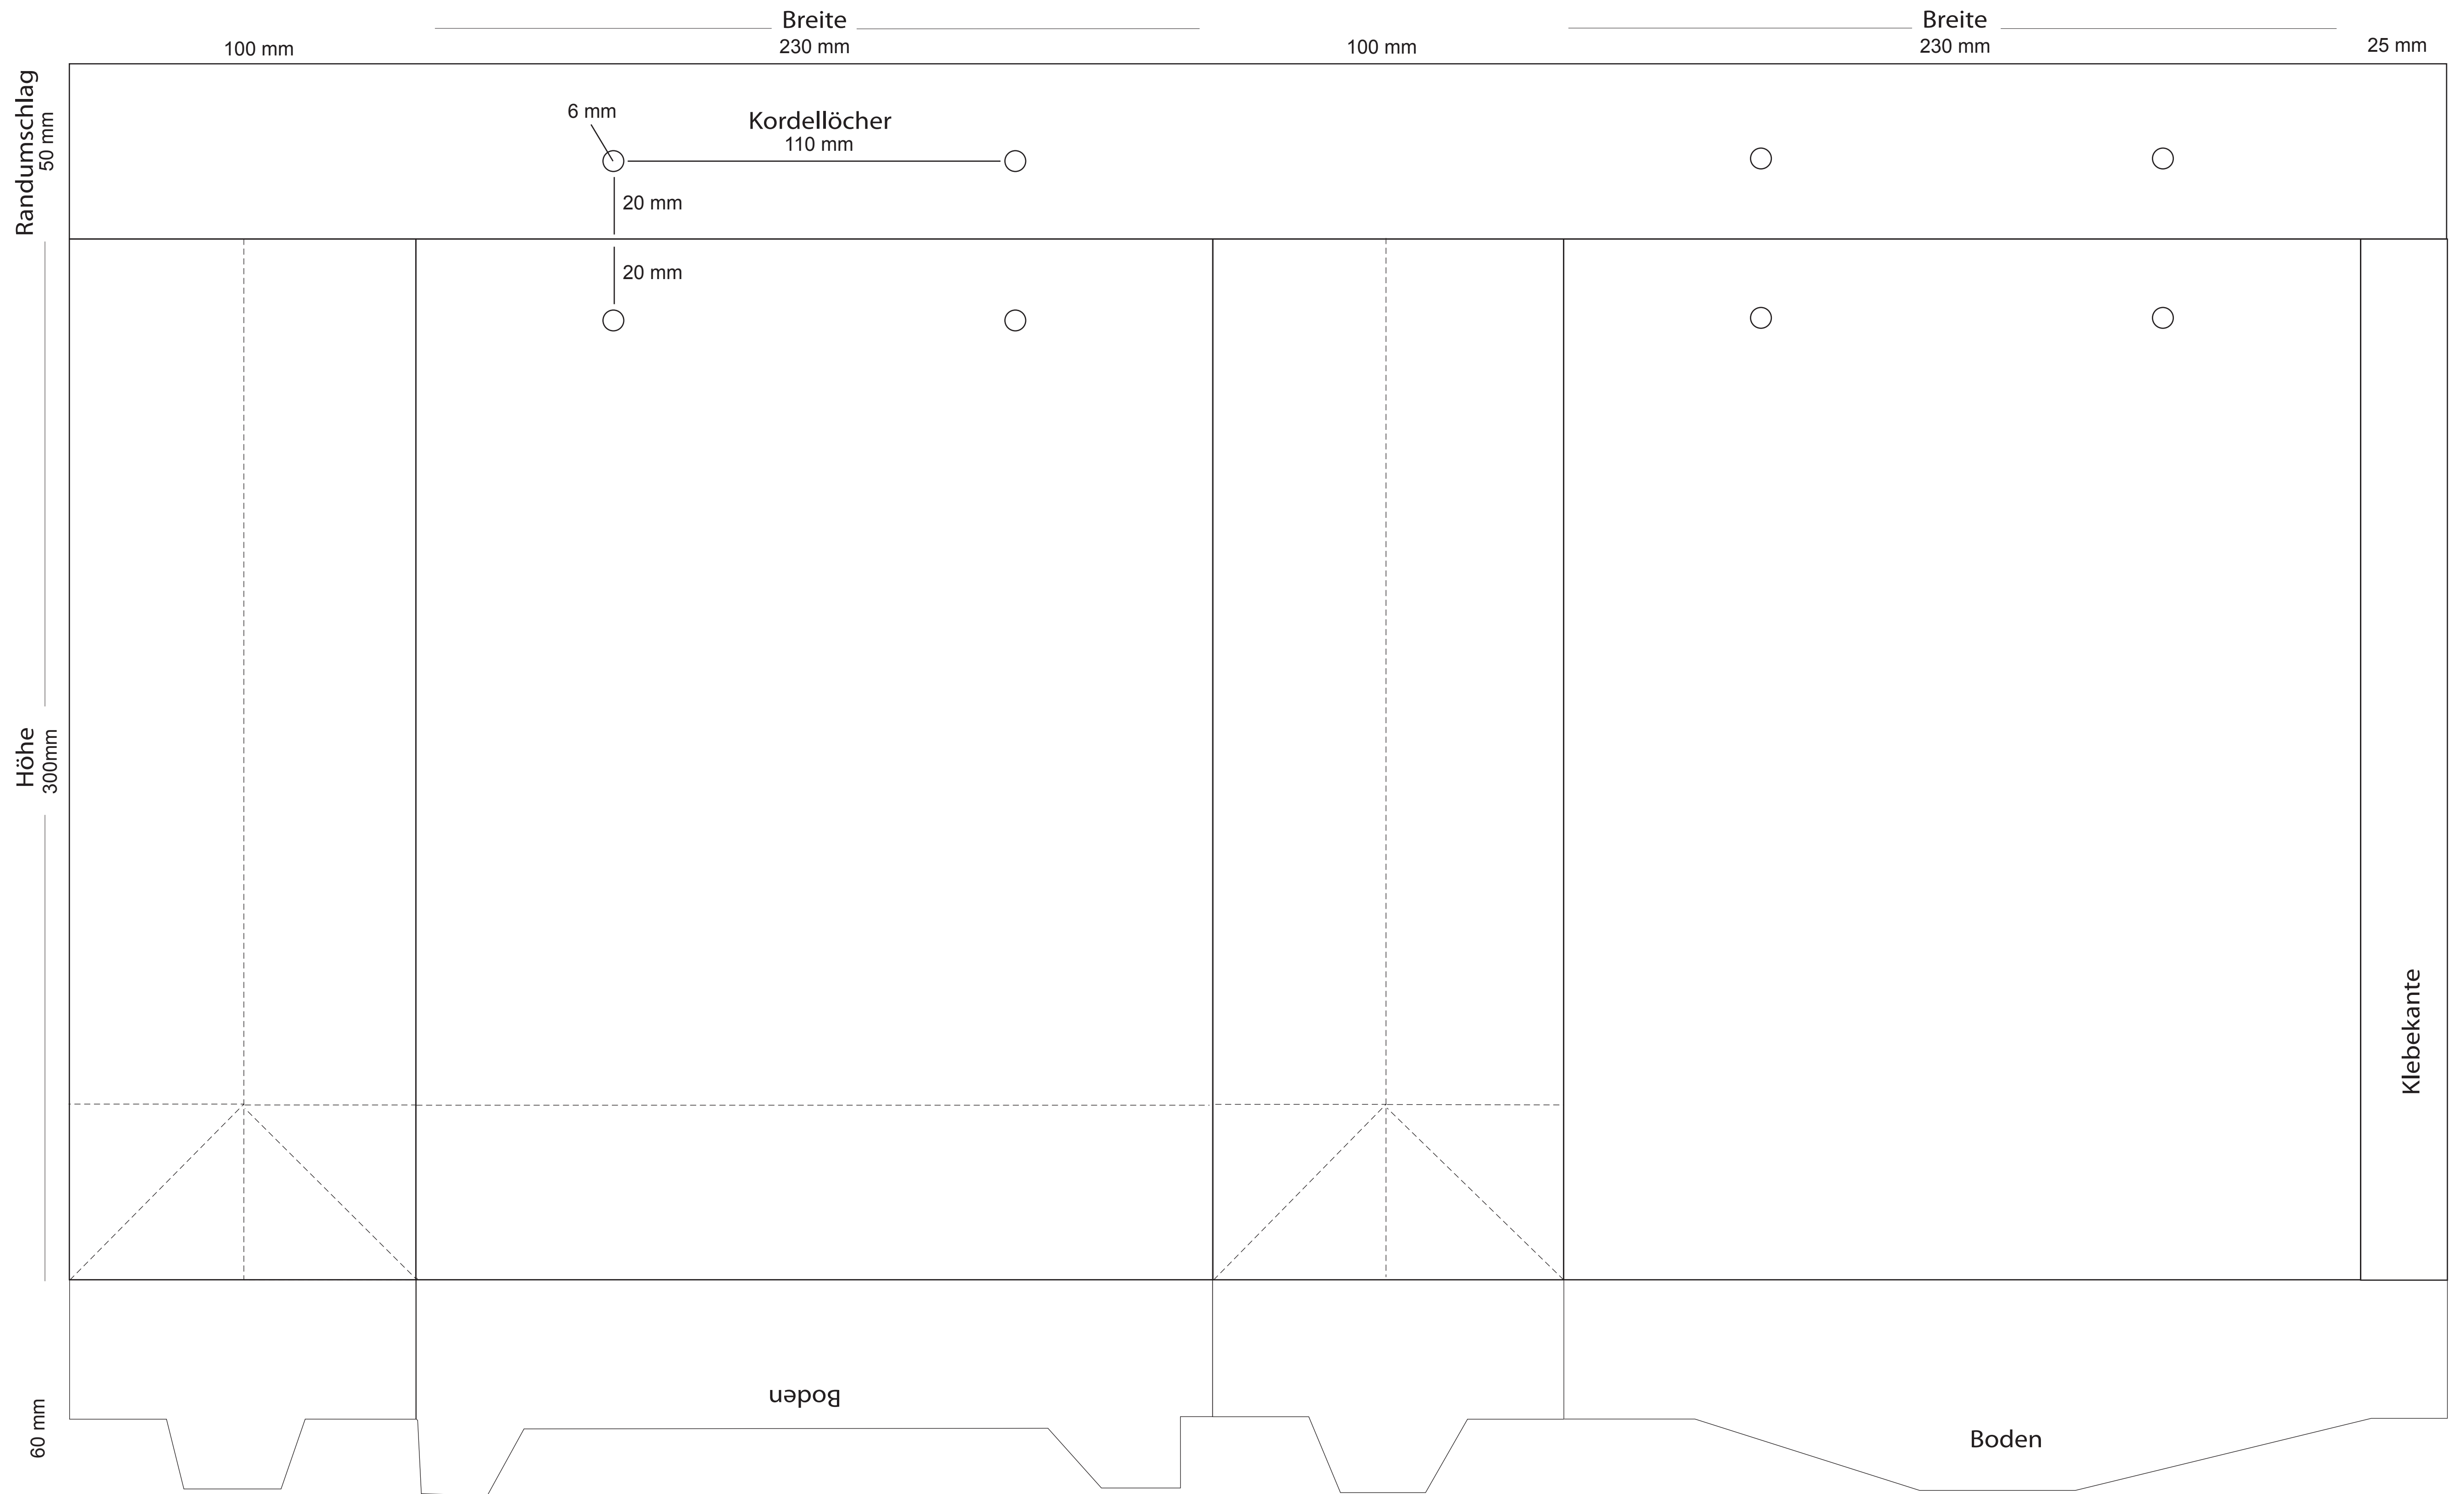 Breite
230 mm
Breite
230 mm
100 mm
100 mm
25 mm
Randumschlag
50 mm
6 mm
Kordellöcher
110 mm
20 mm
20 mm
Höhe
300mm
Klebekante
60 mm
Boden
Boden